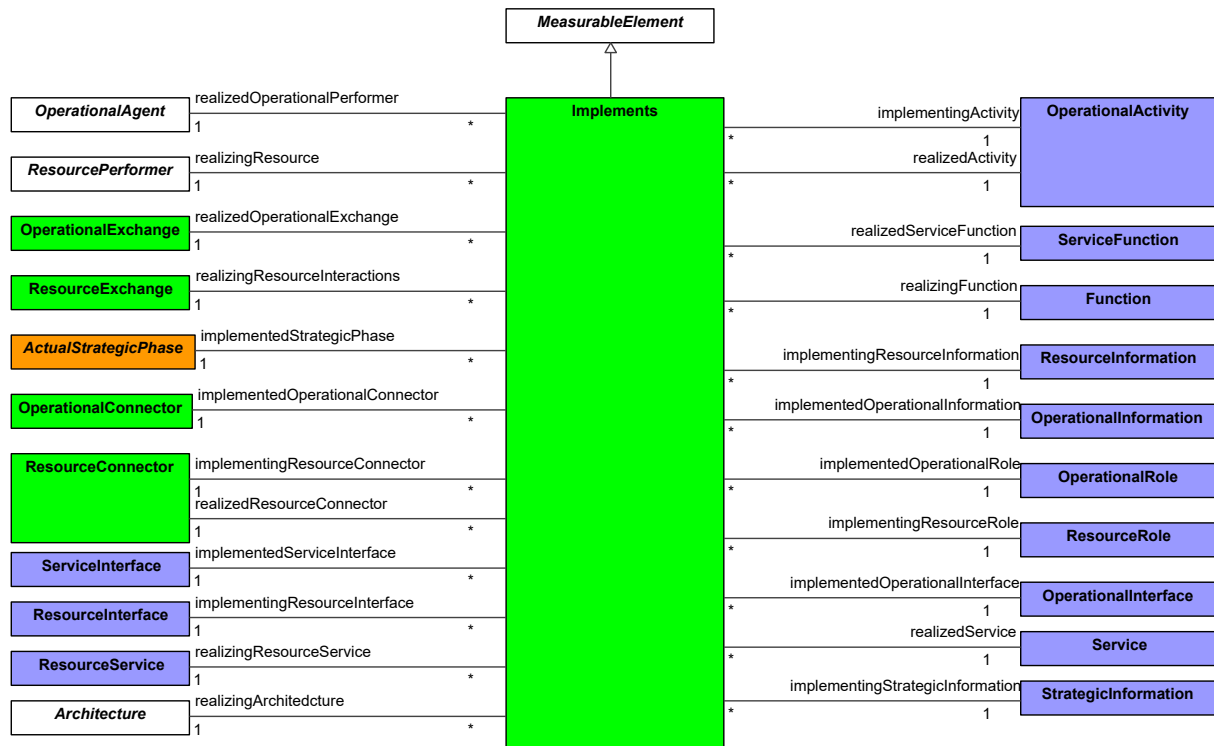 MeasurableElement
Implements
OperationalAgent
realizedOperationalPerformer
1
*
ResourcePerformer
realizingResource
1
*
OperationalExchange
realizedOperationalExchange
1
*
ResourceExchange
realizingResourceInteractions
1
*
ActualStrategicPhase
implementedStrategicPhase
1
*
OperationalConnector
implementedOperationalConnector
1
*
ResourceConnector
implementingResourceConnector
1
*
realizedResourceConnector
1
*
ServiceInterface
implementedServiceInterface
1
*
ResourceInterface
implementingResourceInterface
1
*
ResourceService
realizingResourceService
1
*
Architecture
realizingArchitedcture
1
*
implementingActivity
OperationalActivity
*
1
realizedActivity
*
1
realizedServiceFunction
ServiceFunction
*
1
realizingFunction
Function
*
1
implementingResourceInformation
ResourceInformation
*
1
implementedOperationalInformation
OperationalInformation
*
1
implementedOperationalRole
OperationalRole
*
1
implementingResourceRole
ResourceRole
*
1
implementedOperationalInterface
OperationalInterface
*
1
realizedService
Service
*
1
implementingStrategicInformation
StrategicInformation
*
1